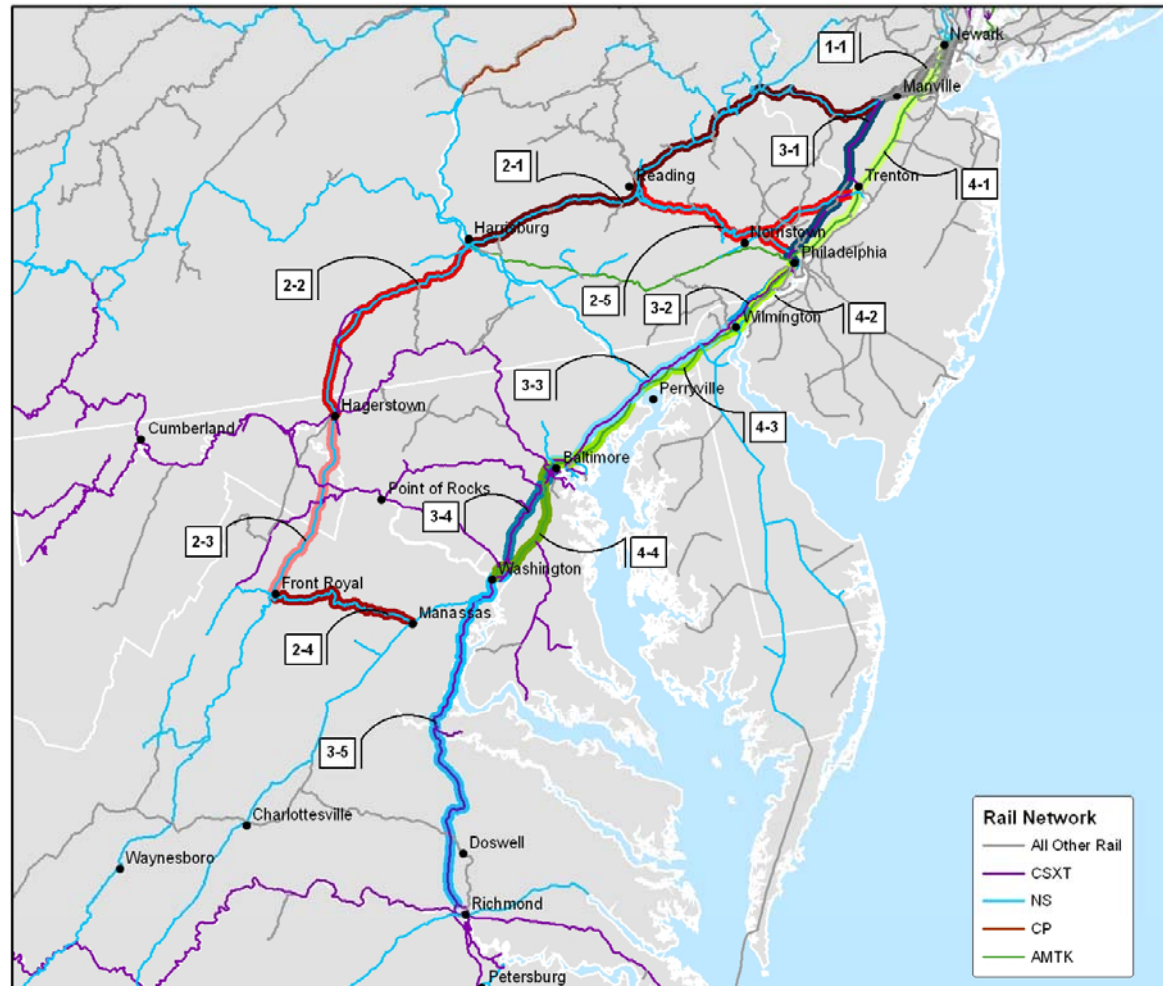 Newark
1-1
Manville
3-1
2-1
Reading
Trenton
4-1
Harrisburg
Norristown
Philadelphia
2-2
2-5
3-2
4-2
Wilmington
3-3
Perryville
Hagerstown
4-3
Cumberland
Baltimore
Point of Rocks
3-4
2-3
4-4
Washington
Front Royal
Manassas
2-4
3-5
Charlottesville
Doswell
Waynesboro
Richmond
Petersburg
Rail Network
All Other Rail
CSXT
NS
CP
AMTK